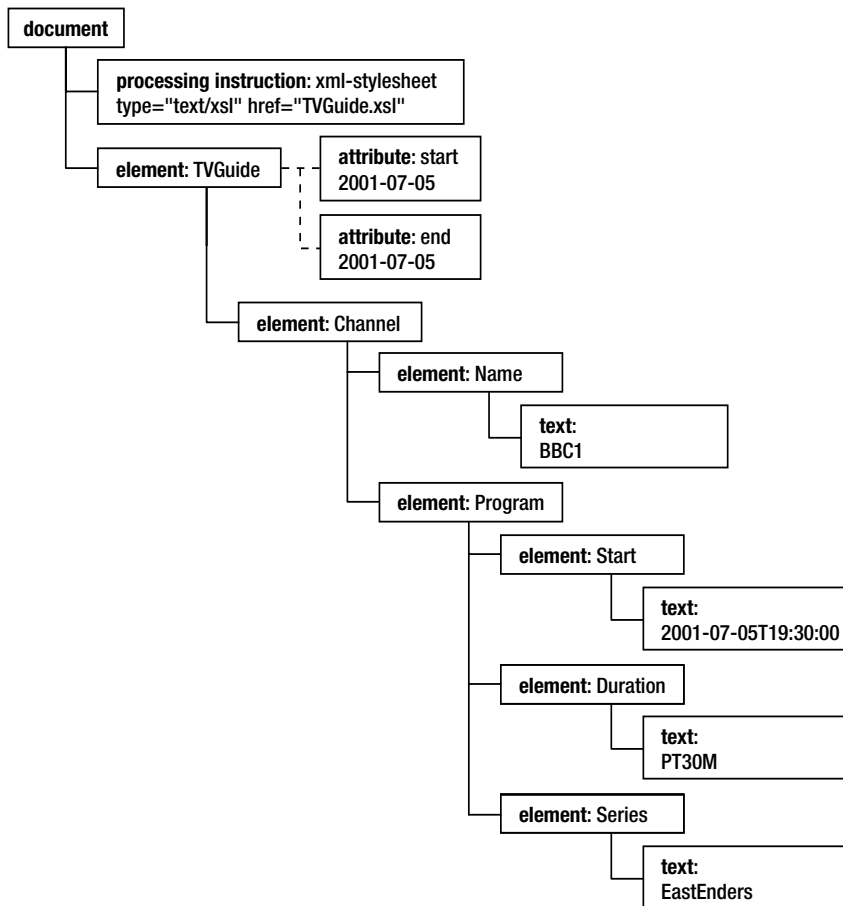 document
processing instruction: xml-stylesheet
type="text/xsl" href="TVGuide.xsl"
element: TVGuide
attribute: start
2001-07-05
attribute: end
2001-07-05
element: Channel
element: Name
text:
BBC1
element: Program
element: Start
text:
2001-07-05T19:30:00
element: Duration
text:
PT30M
element: Series
text:
EastEnders